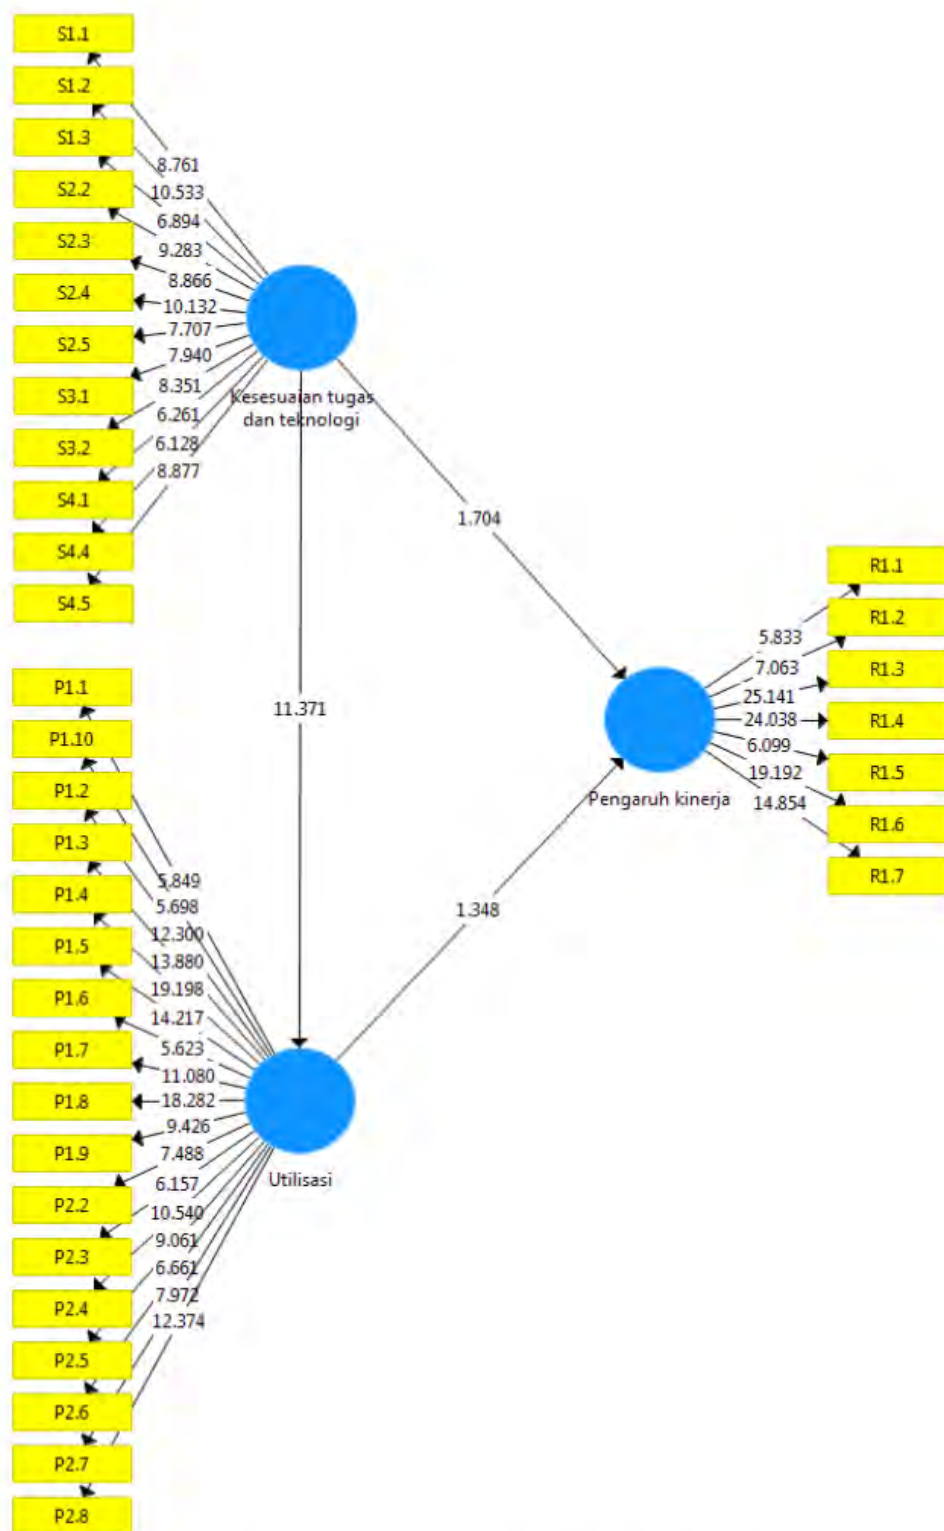 S1.1
S1.2
S1.3
S2.2
S2.3
S2.4
S2.5
S3.1
S3.2
S4.1
S4.4
S4.5
8.761
10.533
6.894
9.283
8.866
10.132
7.707
7.940
8.351
6.261
6.128
8.877
Kesesuaian tugas
dan teknologi
1.704
11.371
1.348
Pengaruh kinerja
5.833
7.063
25.141
24.038
6.099
19.192
14.854
R1.1
R1.2
R1.3
R1.4
R1.5
R1.6
R1.7
P1.1
P1.10
P1.2
P1.3
P1.4
P1.5
P1.6
P1.7
P1.8
P1.9
P2.2
P2.3
P2.4
P2.5
P2.6
P2.7
P2.8
5.849
5.698
12.300
13.880
19.198
14.217
5.623
11.080
18.282
9.426
7.488
6.157
10.540
9.061
6.661
7.972
12.374
Utilisasi